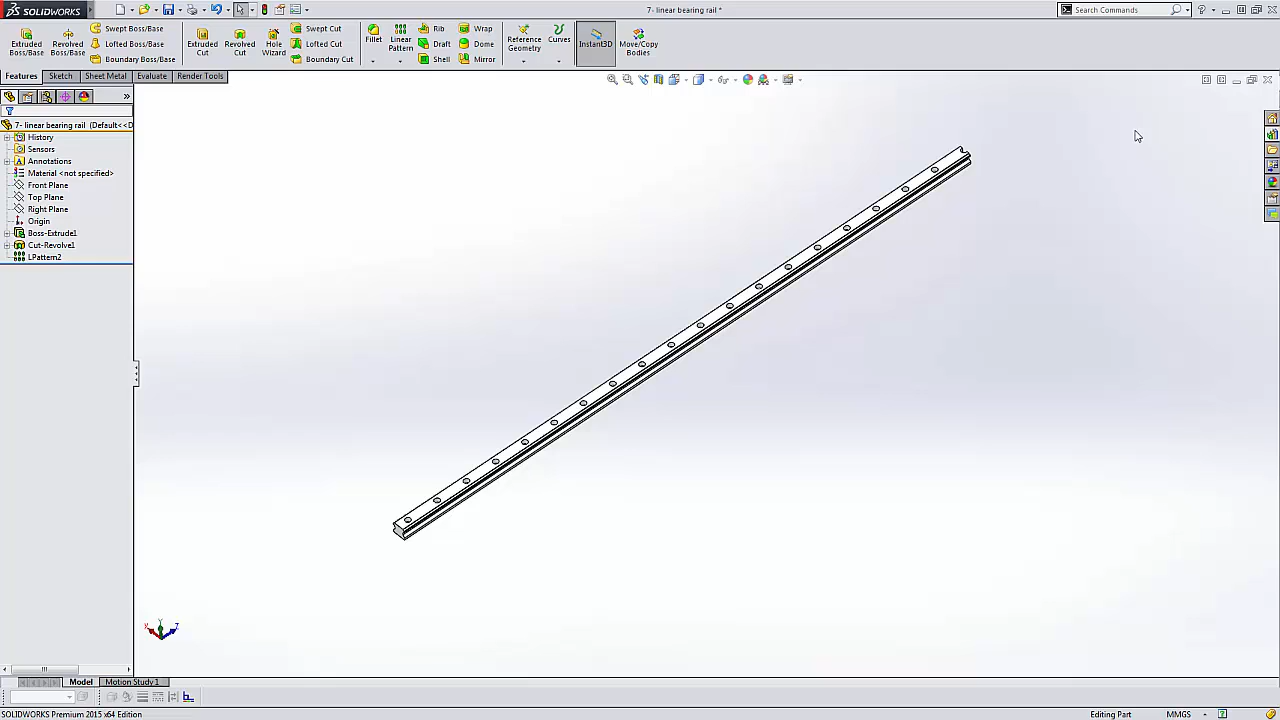 SOLIDWORKS
7- linear bearing rail *
Search Commands
Extruded Boss/Base
Revolved Boss/Base
Swept Boss/Base
Lofted Boss/Base
Boundary Boss/Base
Extruded Cut
Revolved Cut
Hole Wizard
Swept Cut
Lofted Cut
Boundary Cut
Fillet
Linear Pattern
Rib
Draft
Shell
Wrap
Dome
Mirror
Reference Geometry
Curves
Instant3D
Move/Copy Bodies
Features
Sketch
Sheet Metal
Evaluate
Render Tools
7- linear bearing rail (Default<<D
History
Sensors
Annotations
Material <not specified>
Front Plane
Top Plane
Right Plane
Origin
Boss-Extrude1
Cut-Revolve1
LPattern2
Y
X
Z
Model
Motion Study 1
SOLIDWORKS Premium 2015 x64 Edition
Editing Part
MMGS